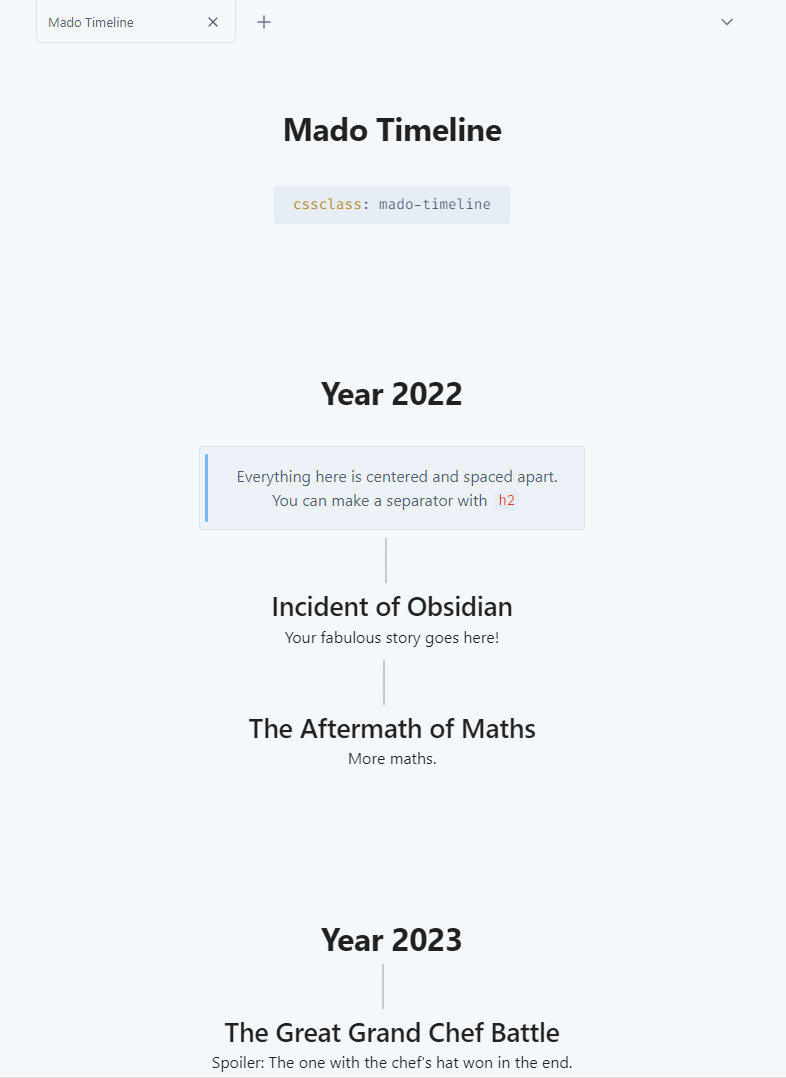 Mado Timeline
Mado Timeline
cssclass: mado-timeline
Year 2022
Everything here is centered and spaced apart.
You can make a separator with h2
Incident of Obsidian
Your fabulous story goes here!
The Aftermath of Maths
More maths.
Year 2023
The Great Grand Chef Battle
Spoiler: The one with the chef's hat won in the end.